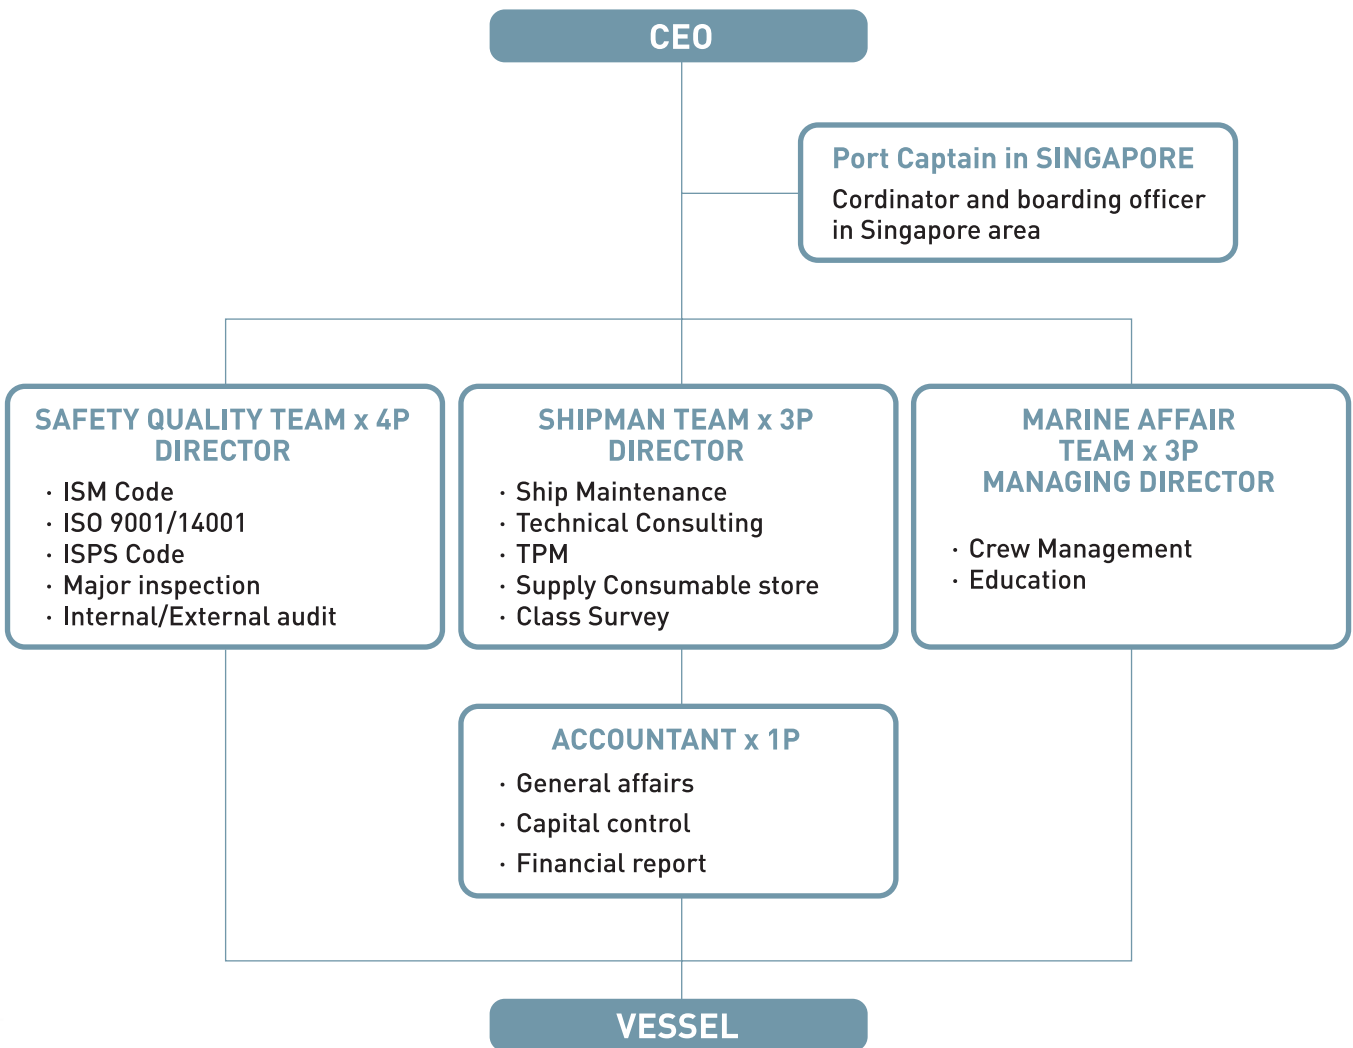 CEO
Port Captain in SINGAPORE
Cordinator and boarding officer
in Singapore area
SAFETY QUALITY TEAM x 4P
DIRECTOR
· ISM Code
· ISO 9001/14001
· ISPS Code
· Major inspection
· Internal/External audit
SHIPMAN TEAM x 3P
DIRECTOR
· Ship Maintenance
· Technical Consulting
· TPM
· Supply Consumable store
· Class Survey
MARINE AFFAIR
TEAM x 3P
MANAGING DIRECTOR
· Crew Management
· Education
ACCOUNTANT x 1P
· General affairs
· Capital control
· Financial report
VESSEL